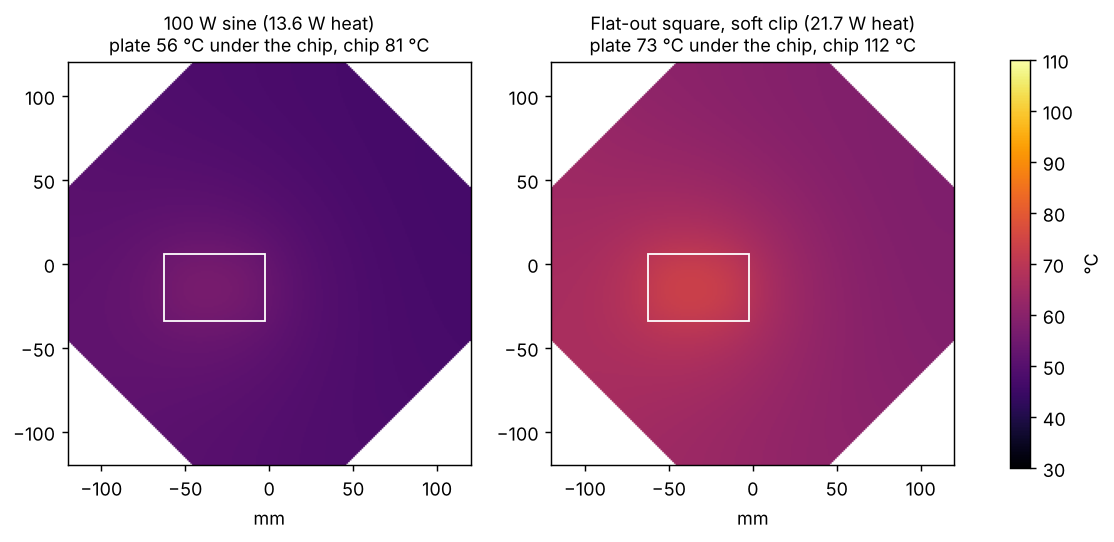 100 W sine (13.6 W heat)
plate 56 °C under the chip, chip 81 °C
Flat-out square, soft clip (21.7 W heat)
plate 73 °C under the chip, chip 112 °C
100
50
0
−50
−100
−100 −50 0 50 100
mm
100
50
0
−50
−100
−100 −50 0 50 100
mm
110
100
90
80
70
60
50
40
30
°C